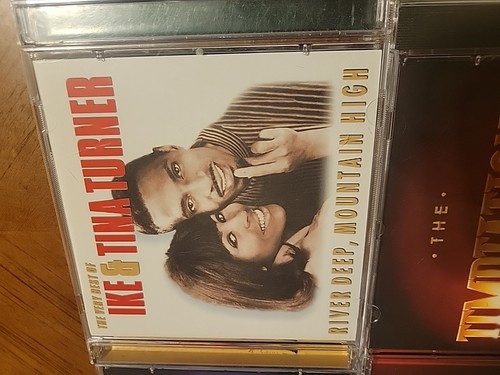 THE VERY BEST OF
IKE & TINA TURNER
RIVER DEEP, MOUNTAIN HIGH
• THE •